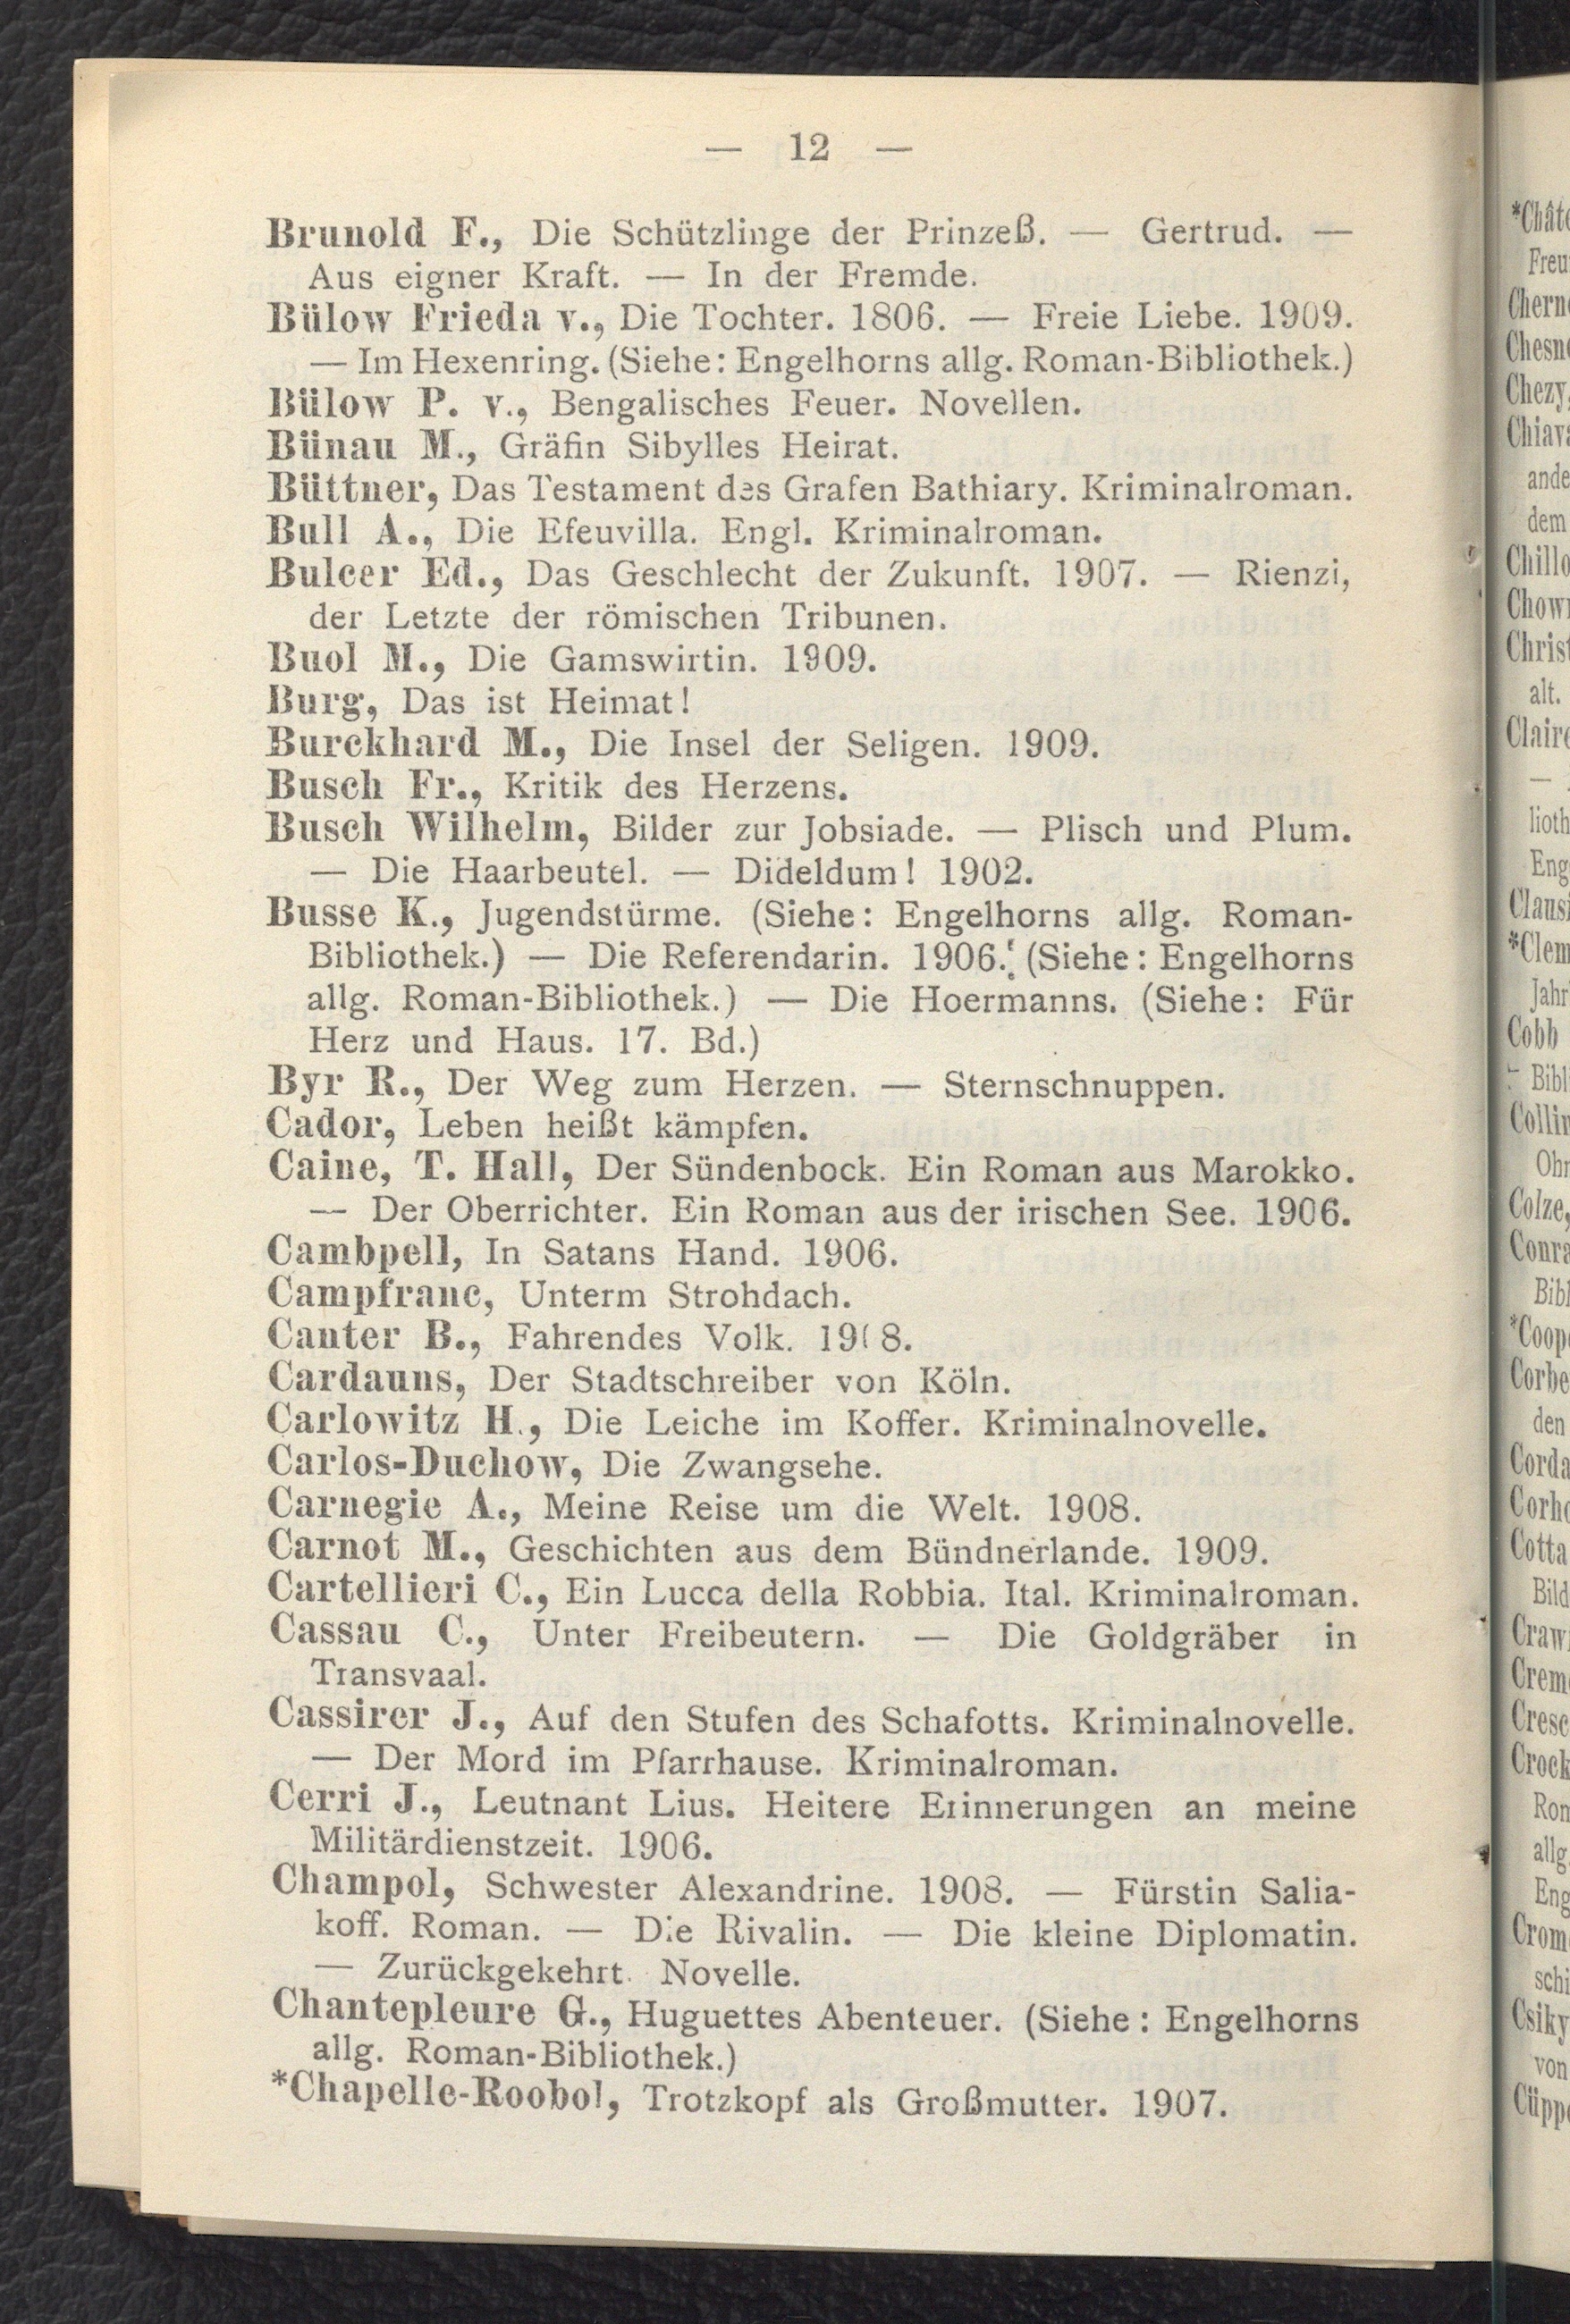 — 12 —
Brunold F., Die Schützlinge der Prinzeß. — Gertrud. —
Aus eigner Kraft. — In der Fremde.
Bülow Frieda v., Die Tochter. 1806. — Freie Liebe. 1909.
— Im Hexenring. (Siehe: Engelhorns allg. Roman-Bibliothek.)
Bülow P. v., Bengalisches Feuer. Novellen.
Bünau M., Gräfin Sibylles Heirat.
Büttner, Das Testament des Grafen Bathiary. Kriminalroman.
Bull A., Die Efeuvilla. Engl. Kriminalroman.
Bulcer Ed., Das Geschlecht der Zukunft. 1907. — Rienzi,
der Letzte der römischen Tribunen.
Buol M., Die Gamswirtin. 1909.
Burg, Das ist Heimat!
Burckhard M., Die Insel der Seligen. 1909.
Busch Fr., Kritik des Herzens.
Busch Wilhelm, Bilder zur Jobsiade. — Plisch und Plum.
— Die Haarbeutel. — Dideldum! 1902.
Busse K., Jugendstürme. (Siehe: Engelhorns allg. Roman-
Bibliothek.) — Die Referendarin. 1906. (Siehe: Engelhorns
allg. Roman-Bibliothek.) — Die Hoermanns. (Siehe: Für
Herz und Haus. 17. Bd.)
Byr R., Der Weg zum Herzen. — Sternschnuppen.
Cador, Leben heißt kämpfen.
Caine, T. Hall, Der Sündenbock. Ein Roman aus Marokko.
— Der Oberrichter. Ein Roman aus der irischen See. 1906.
Cambpell, In Satans Hand. 1906.
Campfranc, Unterm Strohdach.
Canter B., Fahrendes Volk. 19(8.
Cardauns, Der Stadtschreiber von Köln.
Carlowitz H., Die Leiche im Koffer. Kriminalnovelle.
Carlos-Duchow, Die Zwangsehe.
Carnegie A., Meine Reise um die Welt. 1908.
Carnot M., Geschichten aus dem Bündnerlande. 1909.
Cartellieri C., Ein Lucca della Robbia. Ital. Kriminalroman.
Cassau C., Unter Freibeutern. — Die Goldgräber in
Transvaal.
Cassirer J., Auf den Stufen des Schafotts. Kriminalnovelle.
— Der Mord im Pfarrhause. Kriminalroman.
Cerri J., Leutnant Lius. Heitere Erinnerungen an meine
Militärdienstzeit. 1906.
Champol, Schwester Alexandrine. 1908. — Fürstin Salia-
koff. Roman. — Die Rivalin. — Die kleine Diplomatin.
— Zurückgekehrt. Novelle.
Chantepleure G., Huguettes Abenteuer. (Siehe: Engelhorns
allg. Roman-Bibliothek.)
*Chapelle-Roobol, Trotzkopf als Großmutter. 1907.